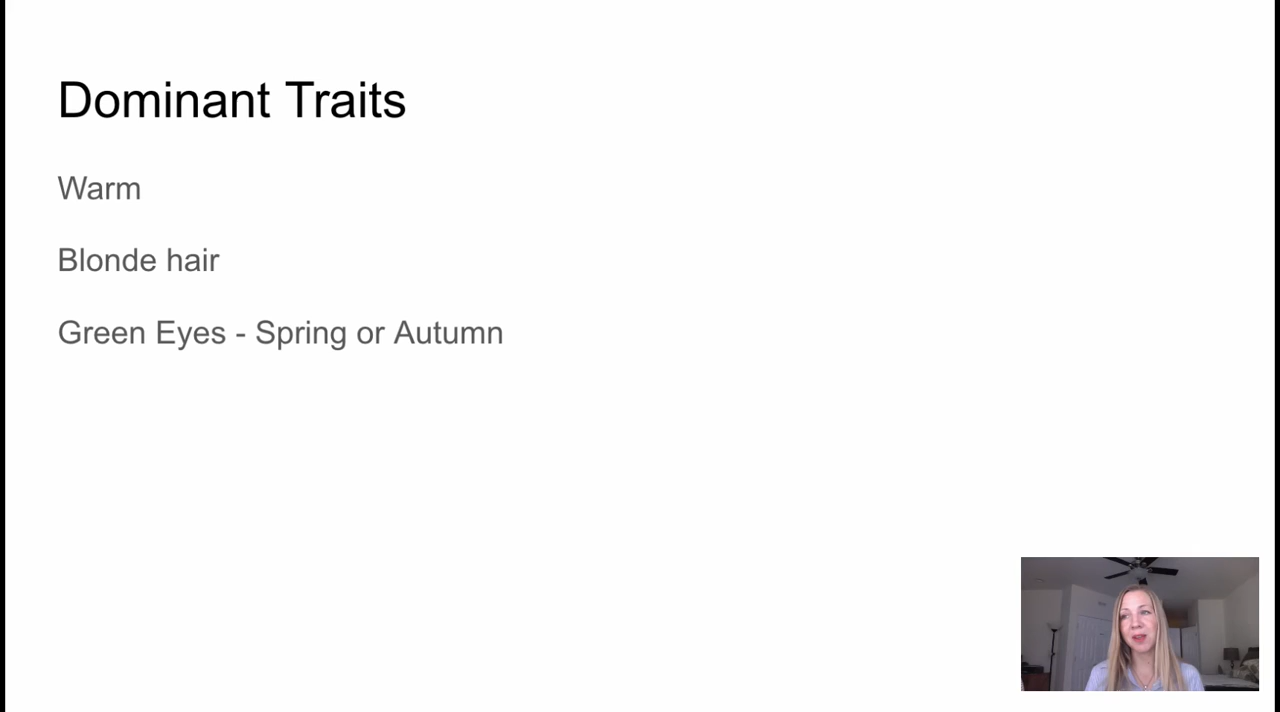 Dominant Traits
Warm
Blonde hair
Green Eyes - Spring or Autumn